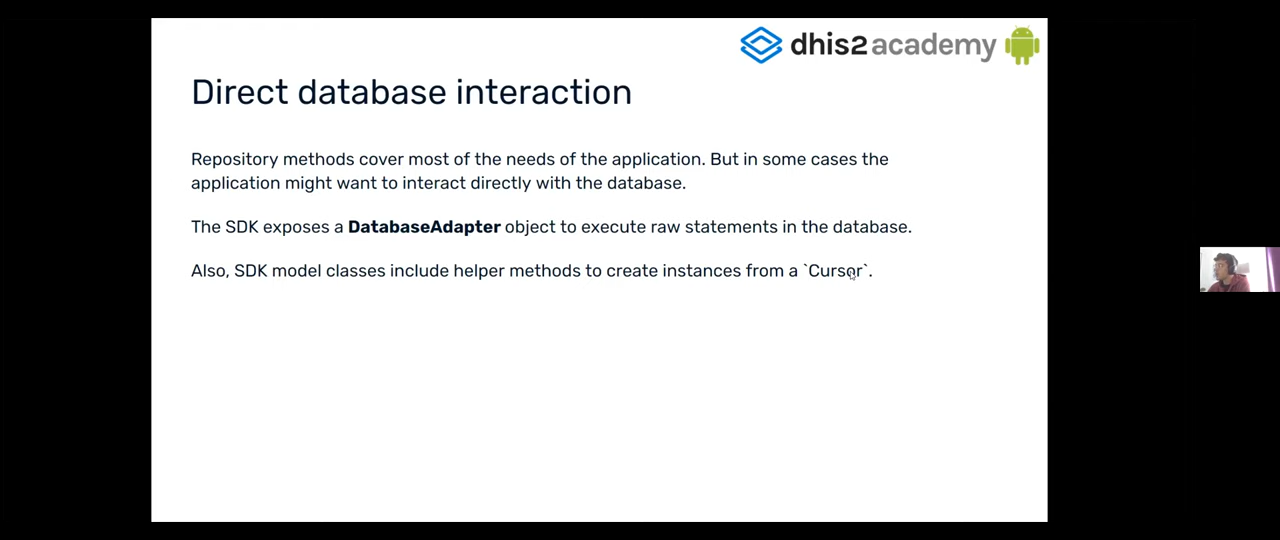 dhis2 academy
Direct database interaction
Repository methods cover most of the needs of the application. But in some cases the
application might want to interact directly with the database.
The SDK exposes a DatabaseAdapter object to execute raw statements in the database.
Also, SDK model classes include helper methods to create instances from a `Cursor`.